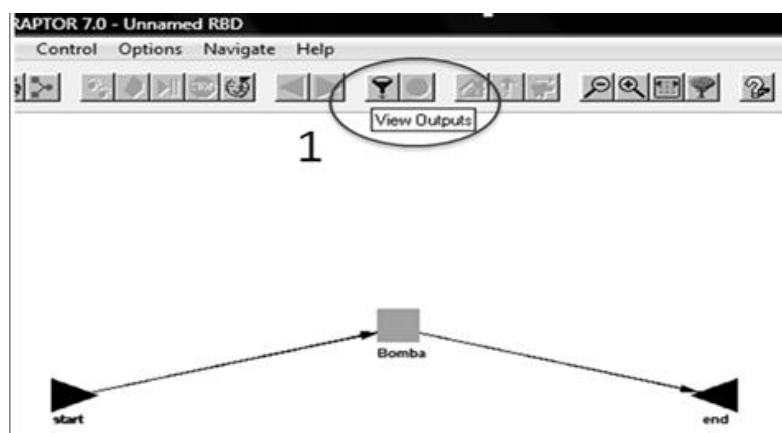 RAPTOR 7.0 - Unnamed RBD
Control Options Navigate Help
View Outputs
1
Bomba
start
end